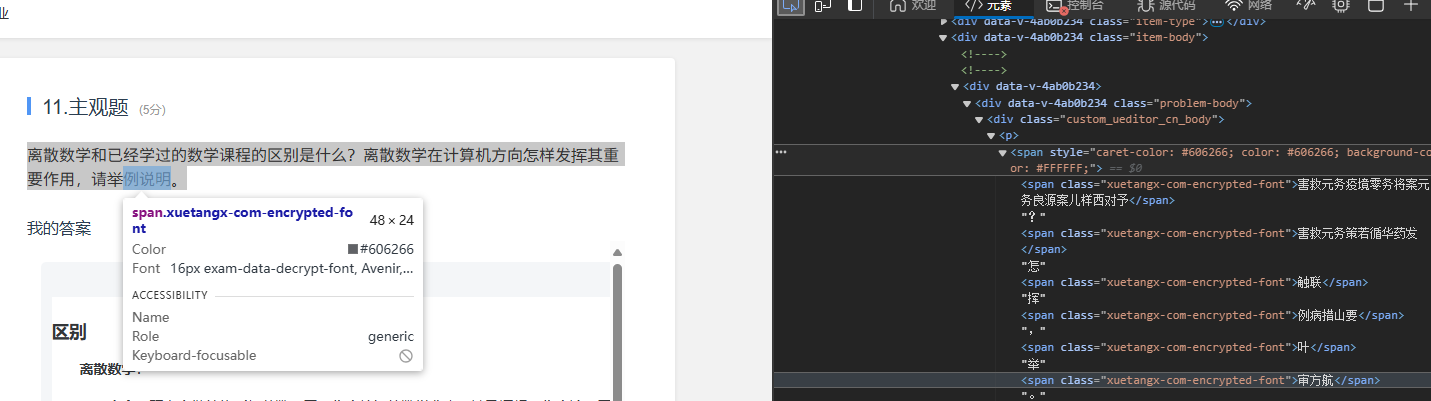 业
11.主观题 (5分)
离散数学和已经学过的数学课程的区别是什么？离散数学在计算机方向怎样发挥其重
要作用，请举例说明。
span.xuetangx-com-encrypted-fo
nt
48 × 24
Color #606266
Font 16px exam-data-decrypt-font, Avenir,...
ACCESSIBILITY
Name
Role generic
Keyboard-focusable
我的答案
区别
离散数学：
欢迎 元素 控制台 源代码 网络
<div data-v-4ab0b234 class="item-type"></div>
<div data-v-4ab0b234 class="item-body">
<!---->
<!---->
<div data-v-4ab0b234>
<div data-v-4ab0b234 class="problem-body">
<div class="custom_ueditor_cn_body">
<p>
<span style="caret-color: #606266; color: #606266; background-co
or: #FFFFFF;"> == $0
<span class="xuetangx-com-encrypted-font">害救元务疫境零务将案元
务良源案儿样西对予</span>
"？"
<span class="xuetangx-com-encrypted-font">害救元务策若循华药发
</span>
"怎"
<span class="xuetangx-com-encrypted-font">触联</span>
"挥"
<span class="xuetangx-com-encrypted-font">例病措山要</span>
"，"
<span class="xuetangx-com-encrypted-font">叶</span>
"举"
<span class="xuetangx-com-encrypted-font">审方航</span>
"。"